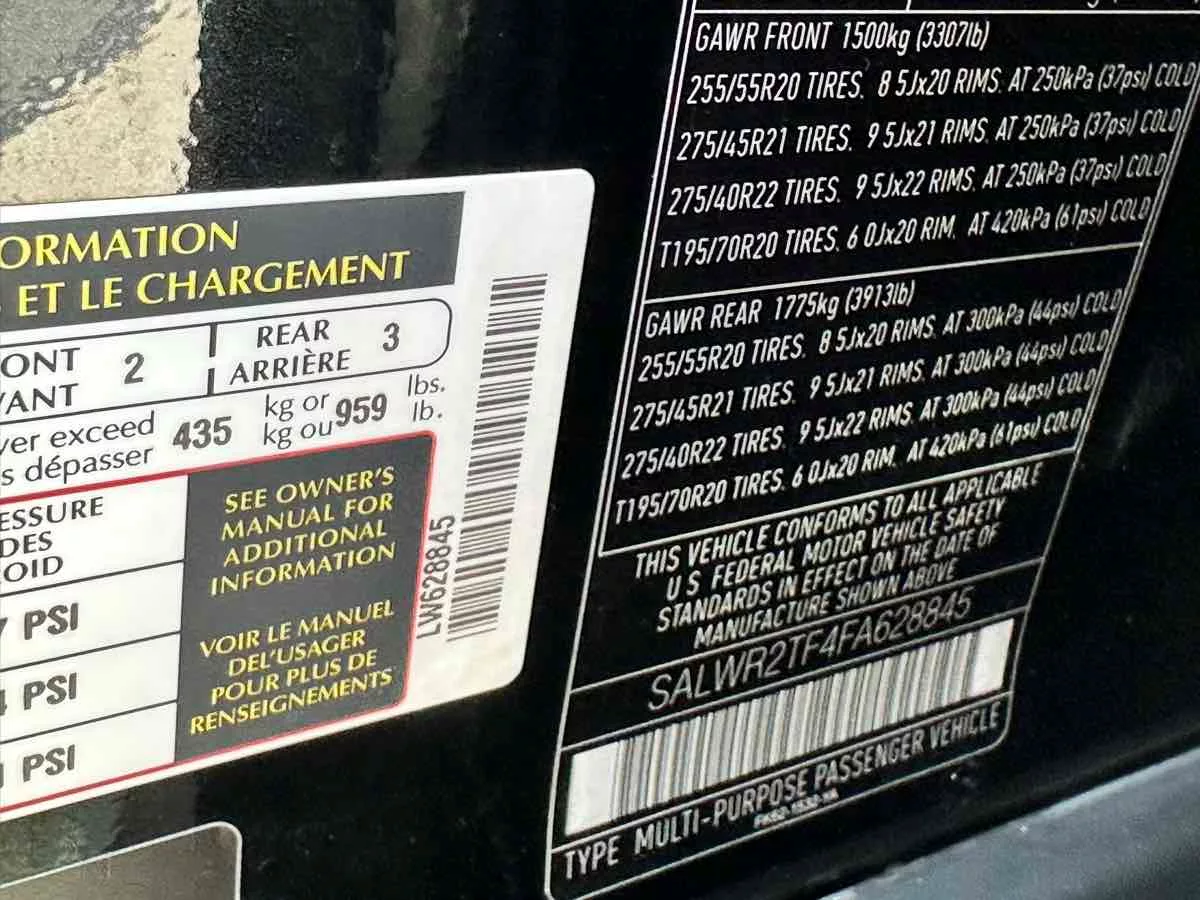 ORMATION
ET LE CHARGEMENT
ONT 2 REAR 3
ANT ARRIÈRE
ver exceed 435 kg or 959 lbs.
s dépasser kg ou lb.
ESSURE
DES
OID
SEE OWNER'S
MANUAL FOR
ADDITIONAL
INFORMATION
VOIR LE MANUEL
DEL'USAGER
POUR PLUS DE
RENSEIGNEMENTS
7 PSI
4 PSI
1 PSI
LW628845
GAWR FRONT 1500kg (3307lb)
255/55R20 TIRES. 8 5Jx20 RIMS. AT 250kPa (37psi) COLD
275/45R21 TIRES. 9 5Jx21 RIMS. AT 250kPa (37psi) COLD
275/40R22 TIRES. 9 5Jx22 RIMS. AT 250kPa (37psi) COLD
T195/70R20 TIRES. 6 0Jx20 RIM. AT 420kPa (61psi) COLD
GAWR REAR 1775kg (3913lb)
255/55R20 TIRES. 8 5Jx20 RIMS. AT 300kPa (44psi) COLD
275/45R21 TIRES. 9 5Jx21 RIMS. AT 300kPa (44psi) COLD
275/40R22 TIRES. 9 5Jx22 RIMS. AT 300kPa (44psi) COLD
T195/70R20 TIRES. 6 0Jx20 RIM. AT 420kPa (61psi) COLD
THIS VEHICLE CONFORMS TO ALL APPLICABLE
U S FEDERAL MOTOR VEHICLE SAFETY
STANDARDS IN EFFECT ON THE DATE OF
MANUFACTURE SHOWN ABOVE
SALWR2TF4FA628845
TYPE MULTI-PURPOSE PASSENGER VEHICLE